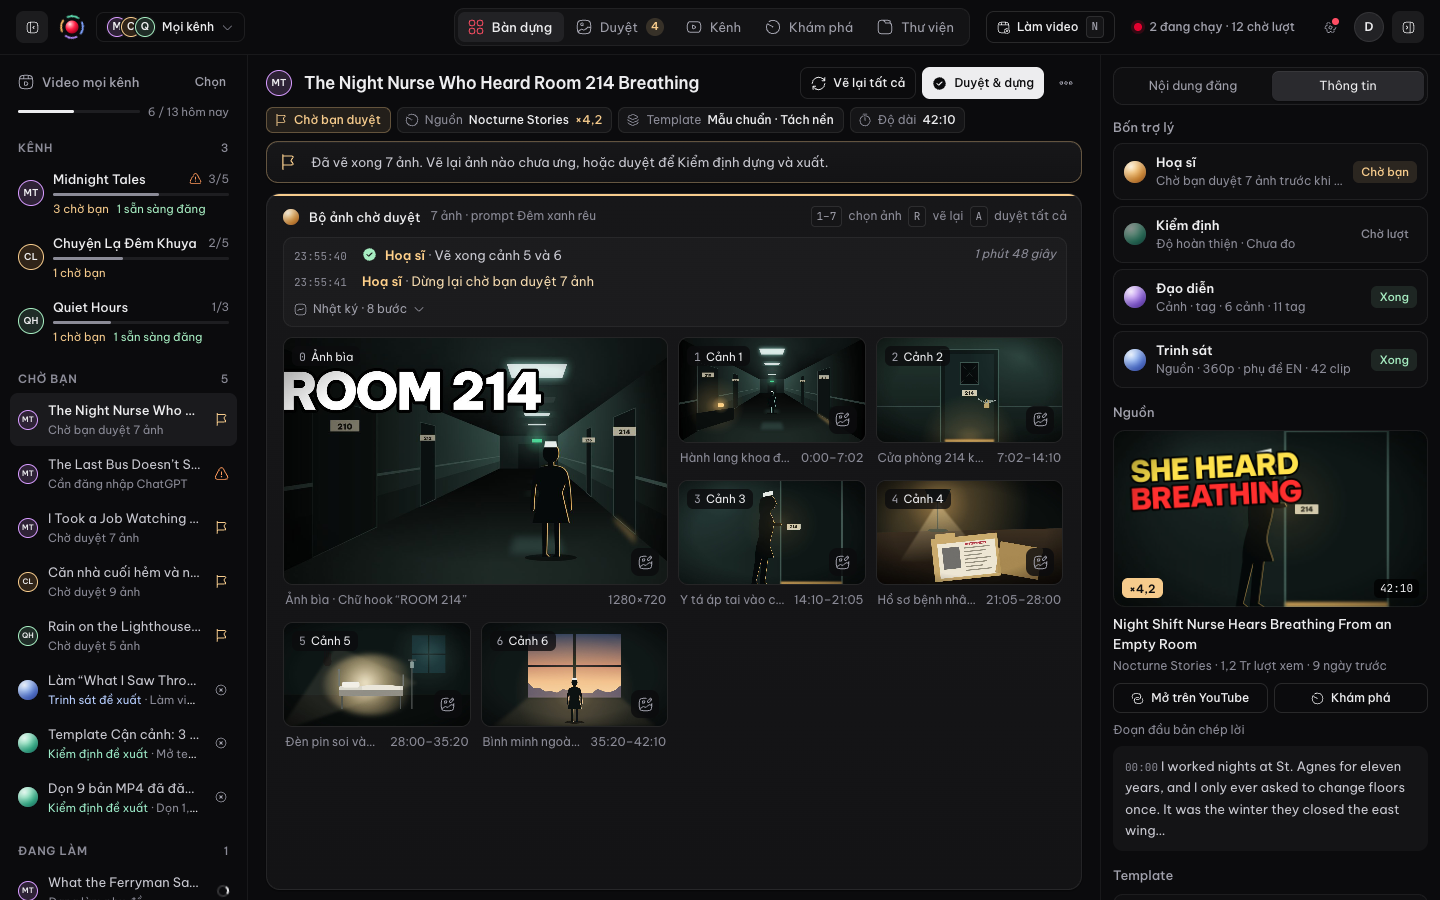 M C Q Mọi kênh
Bản dựng
Duyệt 4
Kênh
Khám phá
Thư viện
Làm video N
2 đang chạy · 12 chờ lượt
D
Video mọi kênh Chọn
6 / 13 hôm nay
KÊNH 3
MT Midnight Tales 3/5
3 chờ bạn 1 sẵn sàng đăng
CL Chuyện Lạ Đêm Khuya 2/5
1 chờ bạn
QH Quiet Hours 1/3
1 chờ bạn 1 sẵn sàng đăng
CHỜ BẠN 5
MT The Night Nurse Who ...
Chờ bạn duyệt 7 ảnh
MT The Last Bus Doesn’t S...
Cần đăng nhập ChatGPT
MT I Took a Job Watching ...
Chờ duyệt 7 ảnh
CL Căn nhà cuối hẻm và n...
Chờ duyệt 9 ảnh
QH Rain on the Lighthouse...
Chờ duyệt 5 ảnh
Làm “What I Saw Thro...
Trinh sát đề xuất · Làm vi...
Template Cận cảnh: 3 ...
Kiểm định đề xuất · Mở te...
Dọn 9 bản MP4 đã đă...
Kiểm định đề xuất · Dọn 1,...
ĐANG LÀM 1
MT What the Ferryman Sa...
MT The Night Nurse Who Heard Room 214 Breathing
Vẽ lại tất cả
Duyệt & dựng
Chờ bạn duyệt
Nguồn Nocturne Stories ×4,2
Template Mẫu chuẩn · Tách nền
Độ dài 42:10
Đã vẽ xong 7 ảnh. Vẽ lại ảnh nào chưa ưng, hoặc duyệt để Kiểm định dựng và xuất.
Bộ ảnh chờ duyệt 7 ảnh · prompt Đêm xanh rêu
1–7 chọn ảnh R vẽ lại A duyệt tất cả
23:55:40 Hoạ sĩ · Vẽ xong cảnh 5 và 6 1 phút 48 giây
23:55:41 Hoạ sĩ · Dừng lại chờ bạn duyệt 7 ảnh
Nhật ký · 8 bước
0 Ảnh bìa
ROOM 214
210
214
Ảnh bìa · Chữ hook “ROOM 214” 1280×720
1 Cảnh 1
Hành lang khoa đ... 0:00–7:02
2 Cảnh 2
214
Cửa phòng 214 k... 7:02–14:10
3 Cảnh 3
214
Y tá áp tai vào c... 14:10–21:05
4 Cảnh 4
Hồ sơ bệnh nhâ... 21:05–28:00
5 Cảnh 5
Đèn pin soi và... 28:00–35:20
6 Cảnh 6
Bình minh ngoà... 35:20–42:10
Nội dung đăng
Thông tin
Bốn trợ lý
Hoạ sĩ
Chờ bạn duyệt 7 ảnh trước khi ...
Chờ bạn
Kiểm định
Độ hoàn thiện · Chưa đo
Chờ lượt
Đạo diễn
Cảnh · tag · 6 cảnh · 11 tag
Xong
Trinh sát
Nguồn · 360p · phụ đề EN · 42 clip
Xong
Nguồn
SHE HEARD
BREATHING
214
×4,2
42:10
Night Shift Nurse Hears Breathing From an
Empty Room
Nocturne Stories · 1,2 Tr lượt xem · 9 ngày trước
Mở trên YouTube
Khám phá
Đoạn đầu bản chép lời
00:00 I worked nights at St. Agnes for eleven
years, and I only ever asked to change floors
once. It was the winter they closed the east
wing...
Template